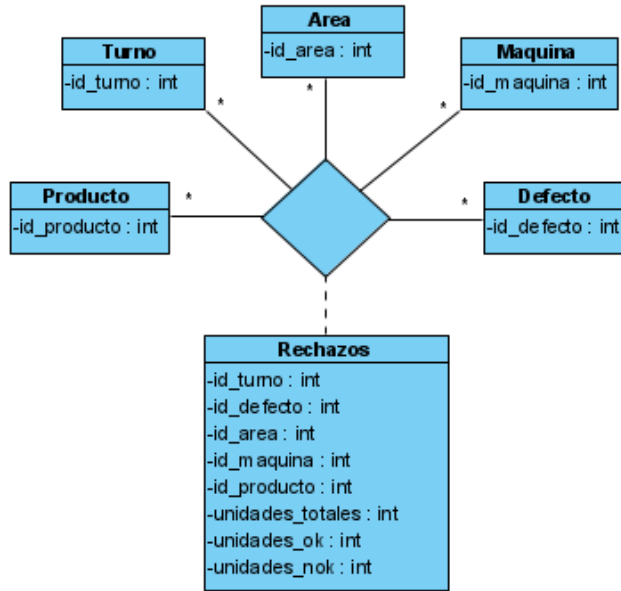 Area
-id_area : int
Turno
-id_turno : int
Maquina
-id_maquina : int
*
*
*
Producto
-id_producto : int
*
*
Defecto
-id_defecto : int
Rechazos
-id_turno : int
-id_defecto : int
-id_area : int
-id_maquina : int
-id_producto : int
-unidades_totales : int
-unidades_ok : int
-unidades_nok : int